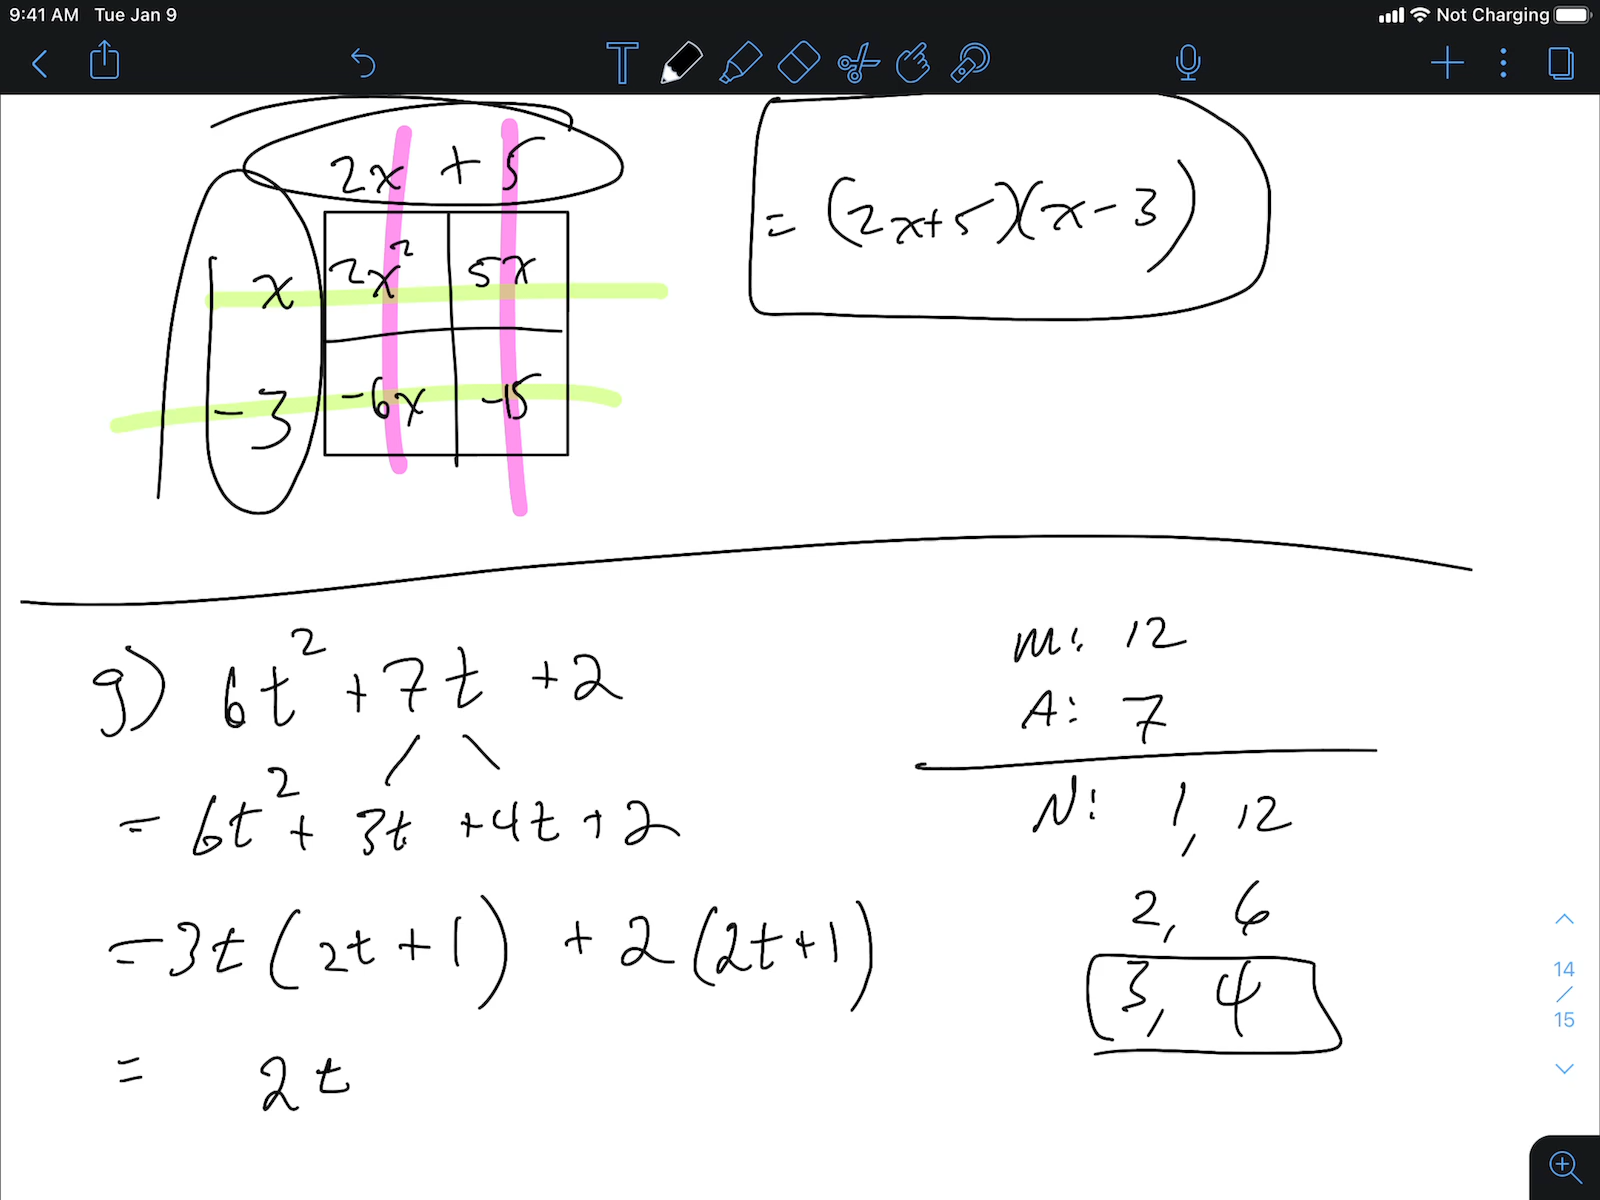 9:41 AM Tue Jan 9
Not Charging
2x + 5
= (2x+5)(x-3)
x 2x² 5x
-3 -6x -15
g) 6t² +7t +2
= 6t² + 3t +4t +2
=3t(2t+1) + 2(2t+1)
= 2t
M: 12
A: 7
N: 1, 12
2, 6
3, 4
14
/
15